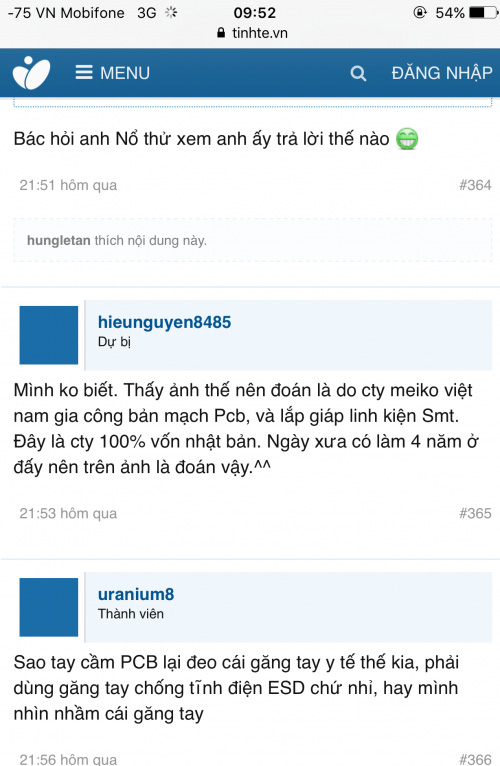 -75 VN Mobifone 3G 09:52 54%
tinhte.vn
MENU ĐĂNG NHẬP
Bác hỏi anh Nổ thử xem anh ấy trả lời thế nào
21:51 hôm qua #364
hungletan thích nội dung này.
hieunguyen8485
Dự bị
Mình ko biết. Thấy ảnh thế nên đoán là do cty meiko việt
nam gia công bản mạch Pcb, và lắp giáp linh kiện Smt.
Đây là cty 100% vốn nhật bản. Ngày xưa có làm 4 năm ở
đấy nên trên ảnh là đoán vậy.^^
21:53 hôm qua #365
uranium8
Thành viên
Sao tay cầm PCB lại đeo cái găng tay y tế thế kia, phải
dùng găng tay chống tĩnh điện ESD chứ nhỉ, hay mình
nhìn nhầm cái găng tay
21:56 hôm qua #366